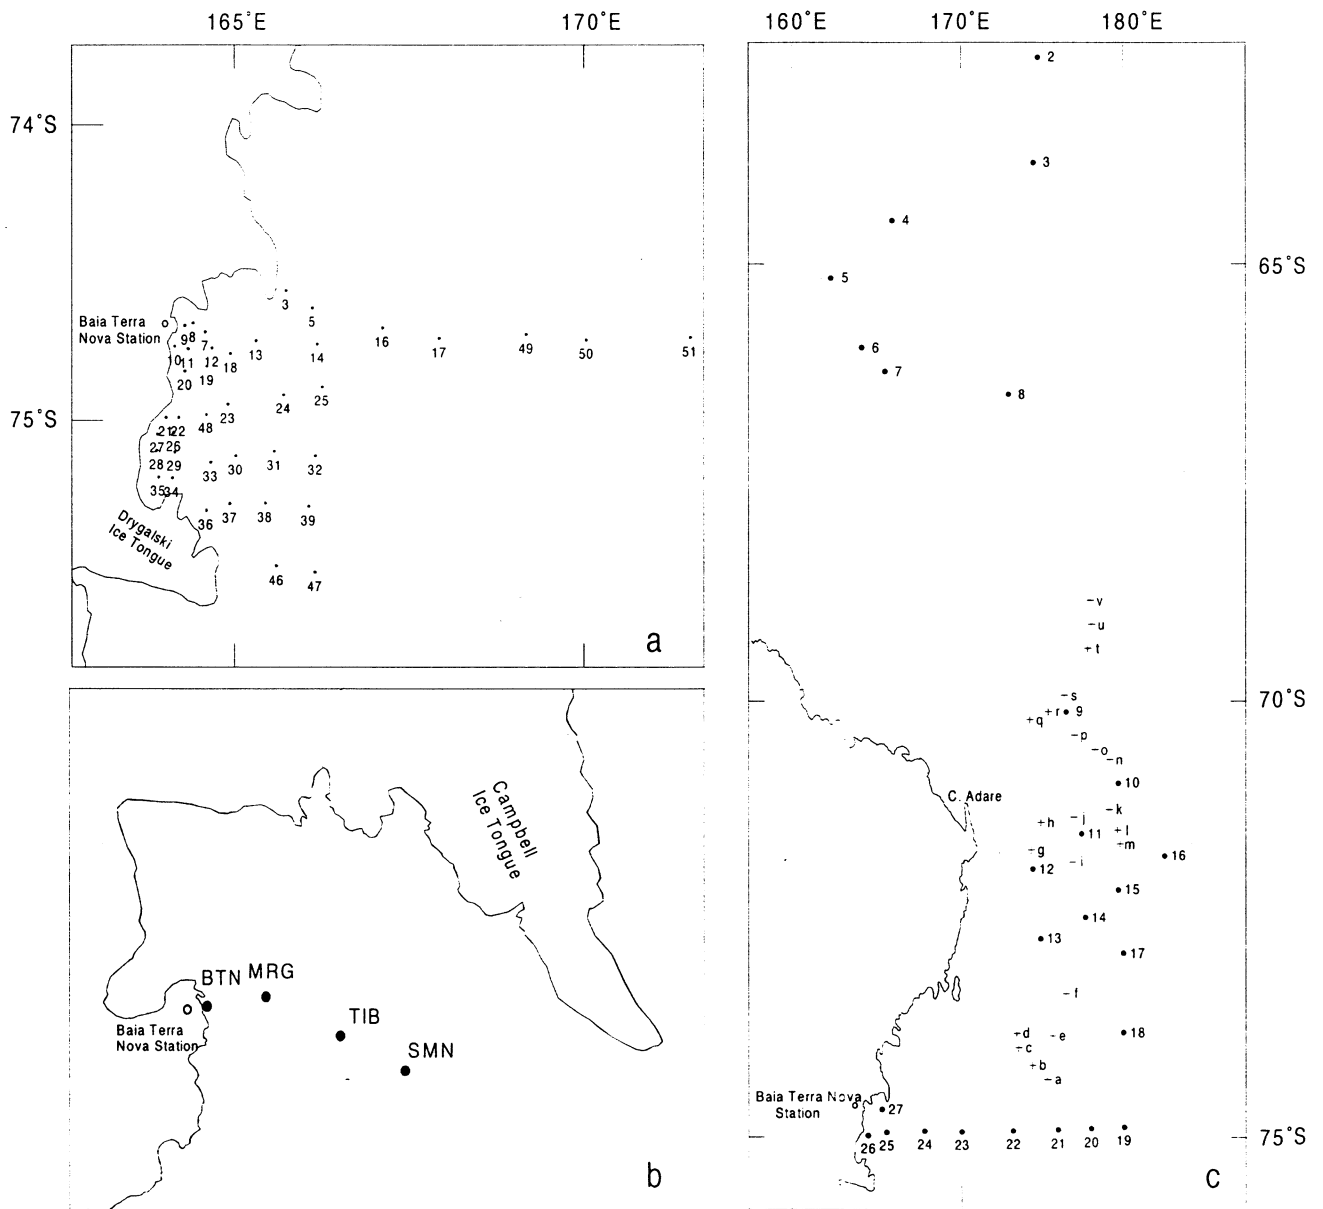 165°E 170°E
74°S
75°S
Baia Terra
Nova Station
3
5
9 8
7
10 11 12 18 13 14 16 17 49 50 51
20 19
24 25
21 22 48 23
27 26
28 29 33 30 31 32
35 34
36 37 38 39
46 47
Drygalski
Ice Tongue
a
Campbell
Ice Tongue
BTN MRG
TIB
SMN
Baia Terra
Nova Station
b
160°E 170°E 180°E
2
3
4
65°S
5
6
7
8
v
u
t
s
70°S
q r 9
p
o
n
10
C. Adare
k
h j
11 l
m
g
12 i 16
15
14
13
17
f
d e 18
c
b
a
Baia Terra Nova
Station
27
26 25 24 23 22 21 20 19
75°S
c